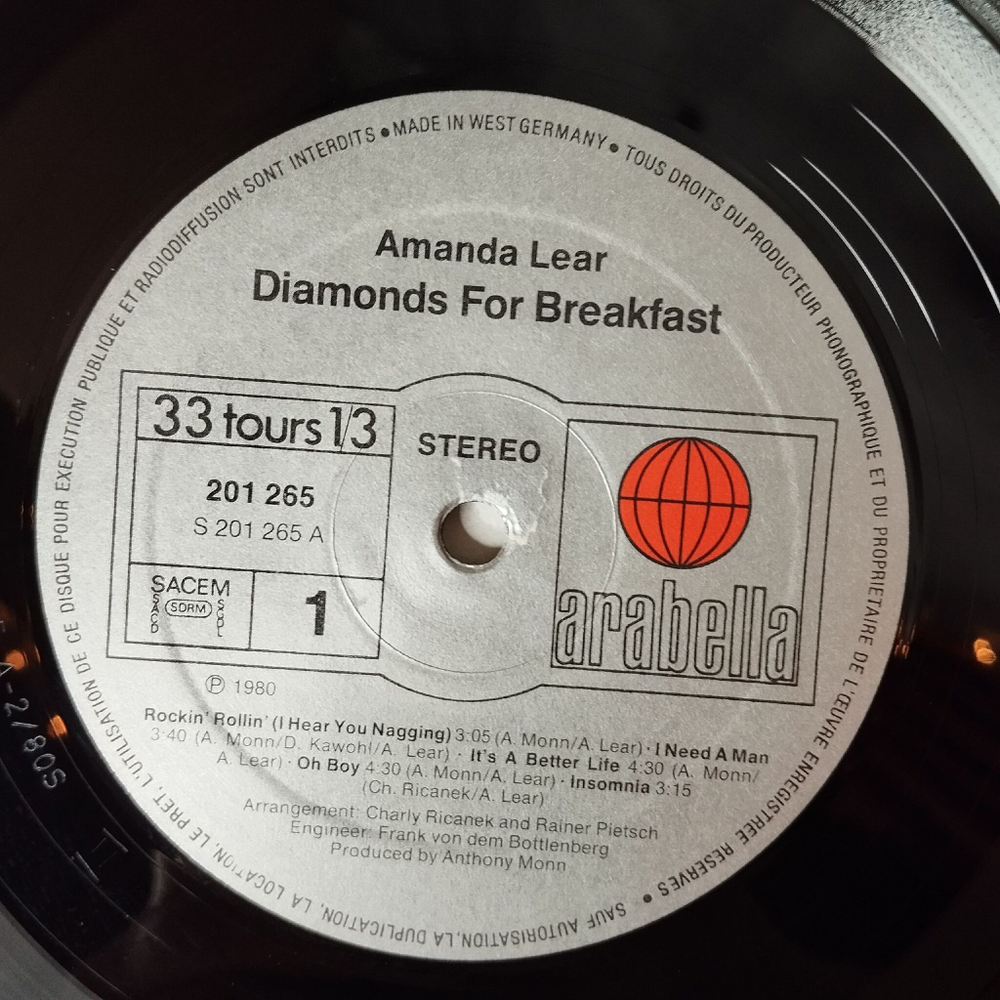 SAUF AUTORISATION, LA DUPLICATION, LA LOCATION, LE PRET, L'UTILISATION DE CE DISQUE POUR EXECUTION PUBLIQUE ET RADIODIFFUSION SONT INTERDITS • MADE IN WEST GERMANY • TOUS DROITS DU PRODUCTEUR PHONOGRAPHIQUE ET DU PROPRIETAIRE DE L'ŒUVRE ENREGISTREE RESERVES •
Amanda Lear
Diamonds For Breakfast
33 tours 1/3
201 265
S 201 265 A
SACEM
SACD
SDRM
SGDL
1
STEREO
arabella
Ⓟ 1980
Rockin' Rollin' (I Hear You Nagging) 3:05 (A. Monn/A. Lear) · I Need A Man
3:40 (A. Monn/D. Kawohl/A. Lear) · It's A Better Life 4:30 (A. Monn/
A. Lear) · Oh Boy 4:30 (A. Monn/A. Lear) · Insomnia 3:15
(Ch. Ricanek/A. Lear)
Arrangement: Charly Ricanek and Rainer Pietsch
Engineer: Frank von dem Bottlenberg
Produced by Anthony Monn